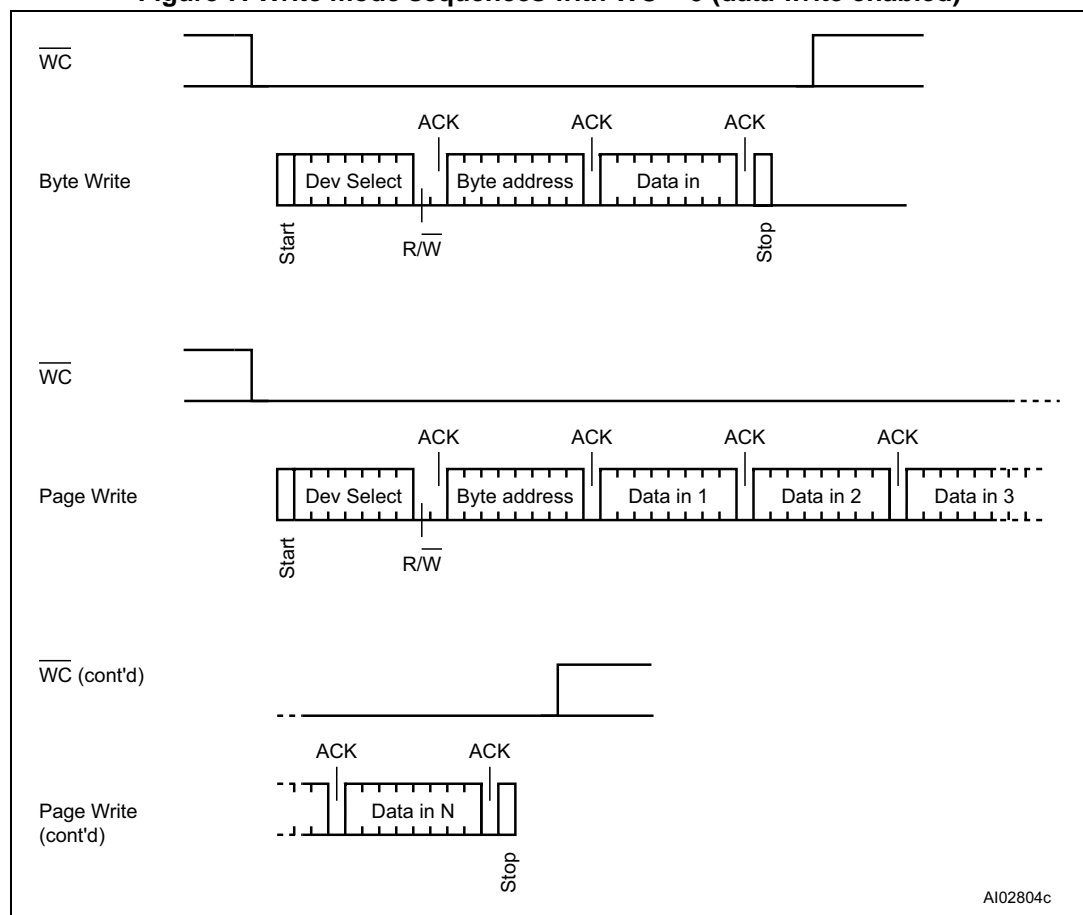 WC
ACK ACK ACK
Byte Write
Dev Select Byte address Data in
Start R/W Stop
WC
ACK ACK ACK ACK
Page Write
Dev Select Byte address Data in 1 Data in 2 Data in 3
Start R/W
WC (cont'd)
ACK ACK
Page Write
(cont'd)
Data in N
Stop
AI02804c